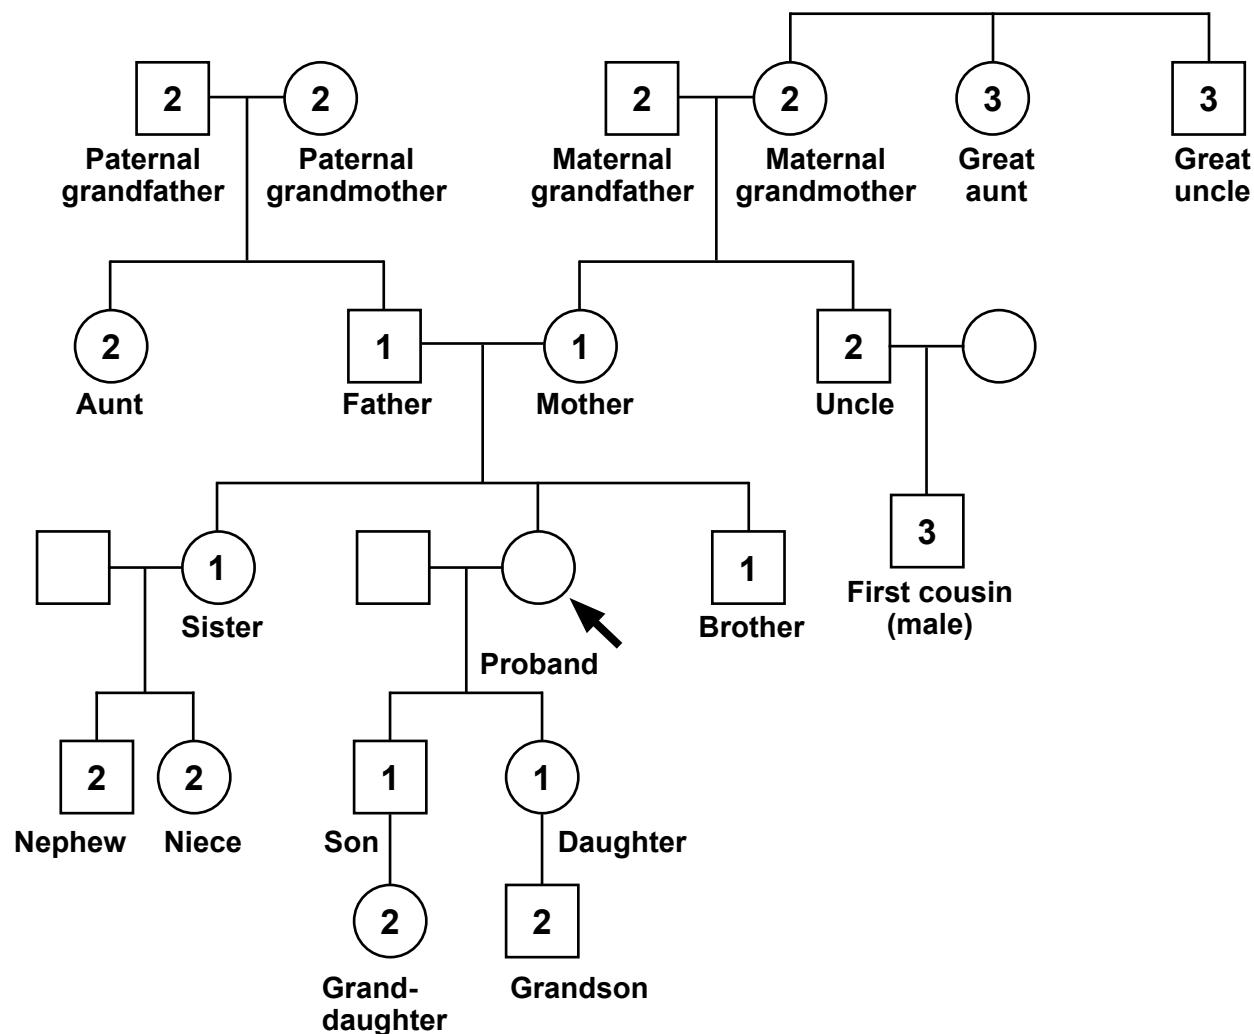 2 2 2 2 3 3
Paternal grandfather
Paternal grandmother
Maternal grandfather
Maternal grandmother
Great aunt
Great uncle
2 1 1 2
Aunt Father Mother Uncle
1 1 3
Sister
Proband
Brother
First cousin
(male)
2 2 1 1
Nephew Niece Son Daughter
2 2
Grand-
daughter
Grandson